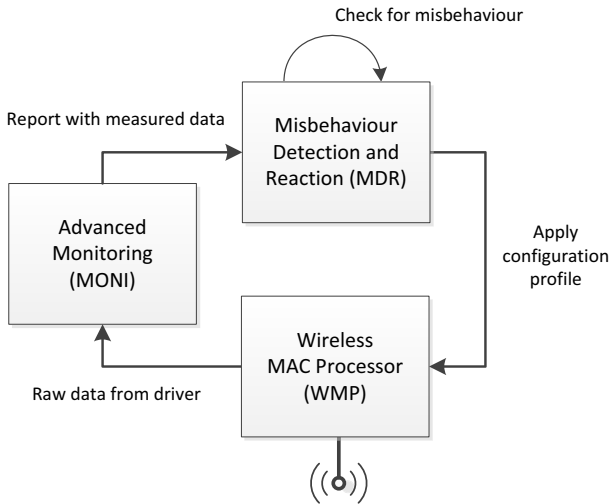 Check for misbehaviour
Report with measured data
Misbehaviour
Detection and
Reaction (MDR)
Advanced
Monitoring
(MONI)
Apply
configuration
profile
Wireless
MAC Processor
(WMP)
Raw data from driver